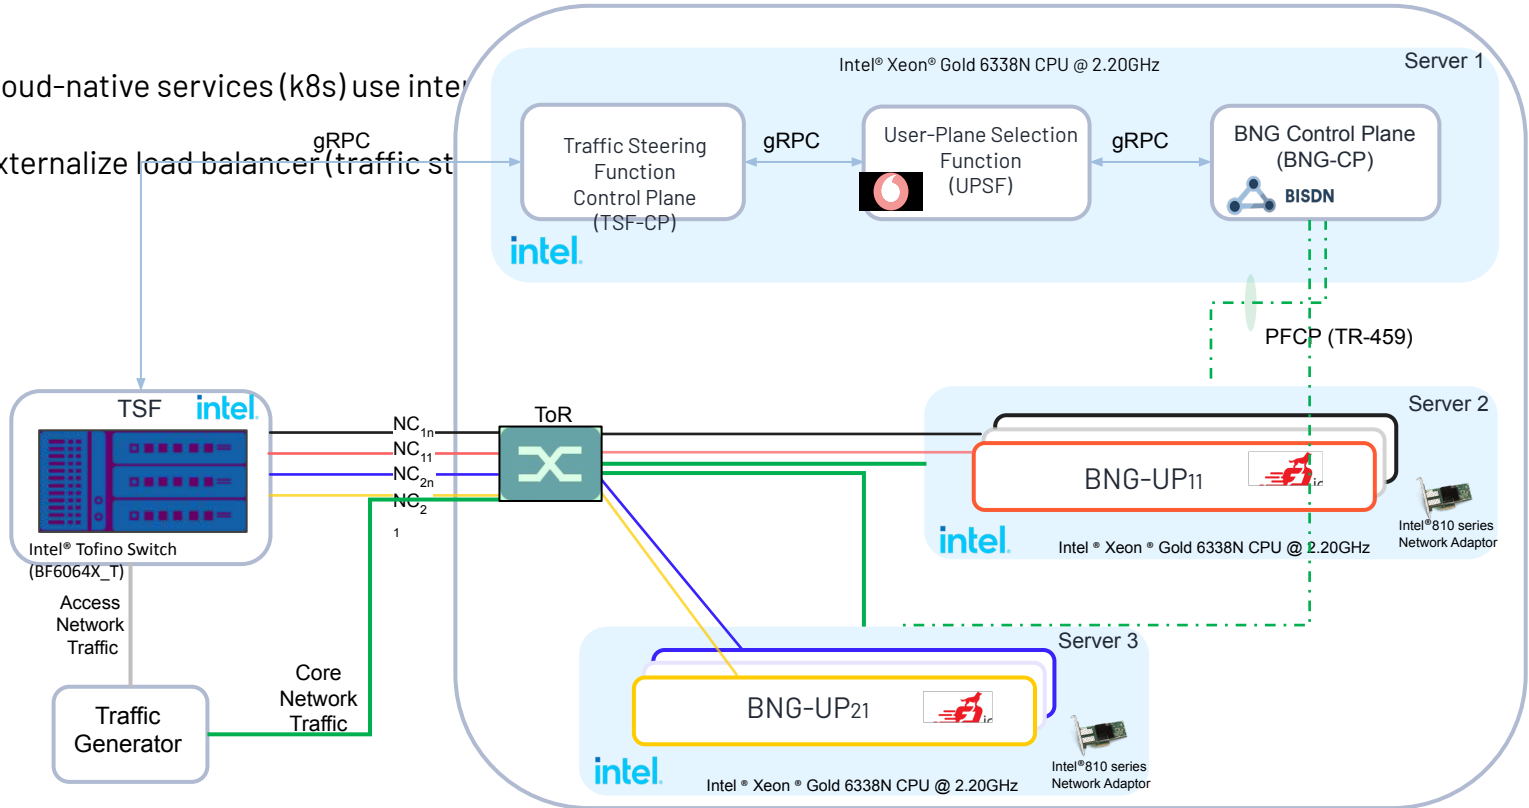 oud-native services (k8s) use inte
xternalize load balancer (traffic st
Server 1
Intel® Xeon® Gold 6338N CPU @ 2.20GHz
gRPC
Traffic Steering
Function
Control Plane
(TSF-CP)
gRPC
User-Plane Selection
Function
(UPSF)
gRPC
BNG Control Plane
(BNG-CP)
BISDN
intel.
PFCP (TR-459)
TSF
intel.
Intel® Tofino Switch
(BF6064X_T)
NC1n
NC11
NC2n
NC2
1
ToR
Server 2
BNG-UP11
intel.
Intel ® Xeon ® Gold 6338N CPU @ 2.20GHz
Intel®810 series
Network Adaptor
Access
Network
Traffic
Traffic
Generator
Core
Network
Traffic
Server 3
BNG-UP21
intel.
Intel ® Xeon ® Gold 6338N CPU @ 2.20GHz
Intel®810 series
Network Adaptor